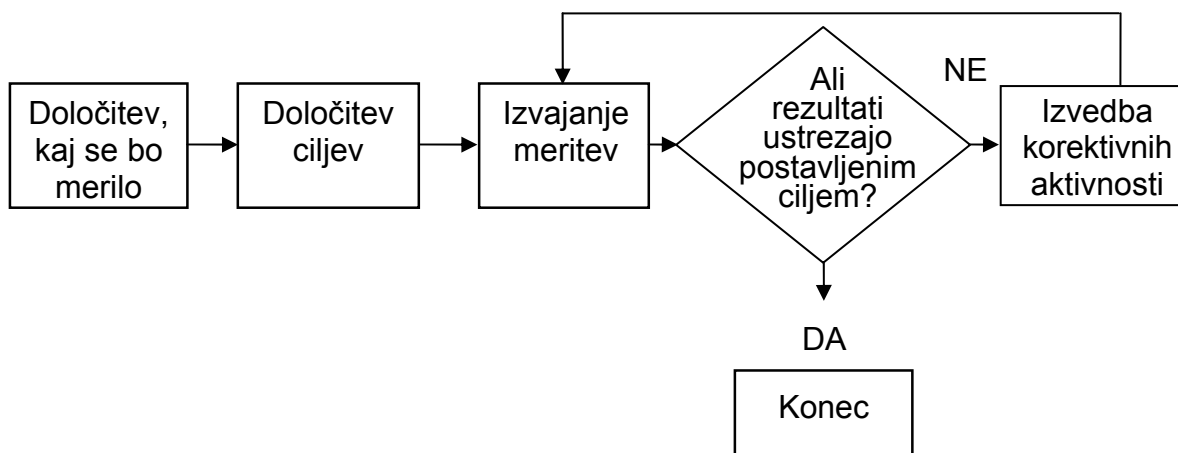 Določitev,
kaj se bo
merilo
Določitev
ciljev
Izvajanje
meritev
Ali
rezultati
ustrezajo
postavljenim
ciljem?
NE
Izvedba
korektivnih
aktivnosti
DA
Konec